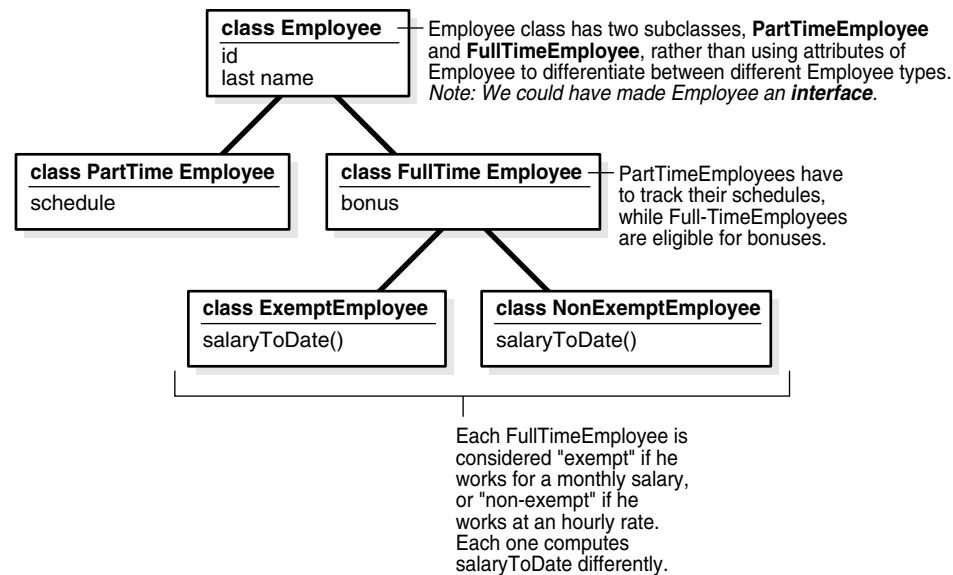 class Employee
id
last name
Employee class has two subclasses, PartTimeEmployee
and FullTimeEmployee, rather than using attributes of
Employee to differentiate between different Employee types.
Note: We could have made Employee an interface.
class PartTime Employee
schedule
class FullTime Employee
bonus
PartTimeEmployees have
to track their schedules,
while Full-TimeEmployees
are eligible for bonuses.
class ExemptEmployee
salaryToDate()
class NonExemptEmployee
salaryToDate()
Each FullTimeEmployee is
considered "exempt" if he
works for a monthly salary,
or "non-exempt" if he
works at an hourly rate.
Each one computes
salaryToDate differently.